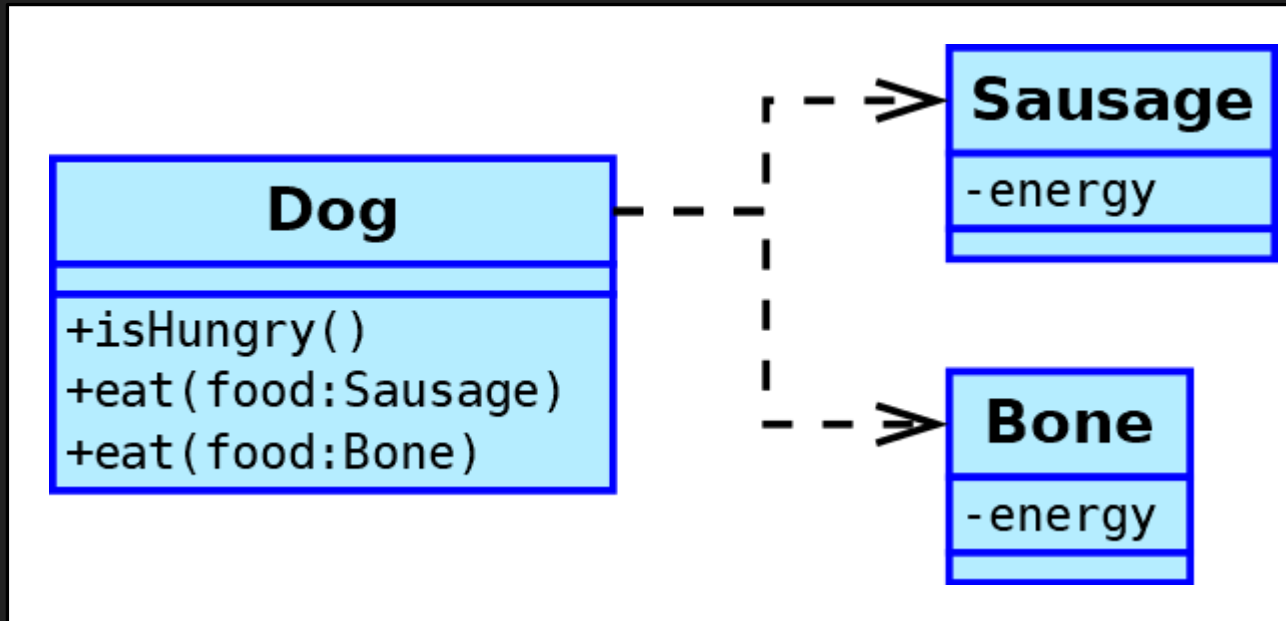 Dog
+isHungry()
+eat(food:Sausage)
+eat(food:Bone)
Sausage
-energy
Bone
-energy